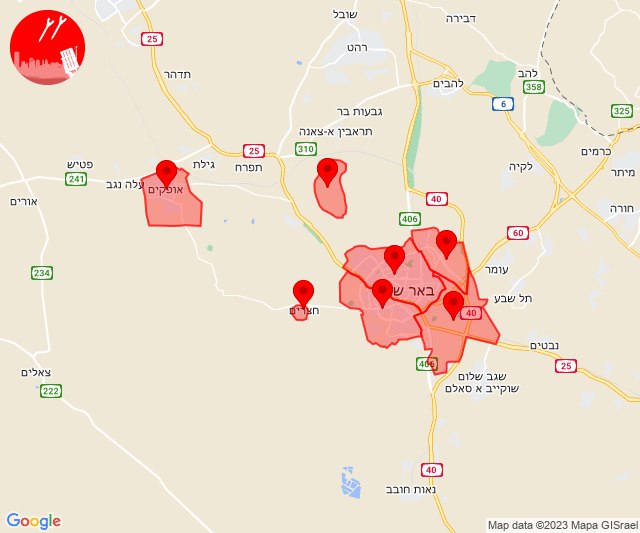 שובל
דבירה
25
רהט
תדהר
להב
358
להבים
6
325
גבעות בר
תראבין א-צאנה
310
כרמים
25
גילת
פטיש
תפרח
לקיה
מיתר
241
עלה נגב
אופקים
אורים
40
חורה
406
60
עומר
234
באר ש
תל שבע
חצרים
40
נבטים
צאלים
406
25
222
שגב שלום
שוקייב א סאלם
40
נאות חובב
Google
Map data ©2023 Mapa GISrael